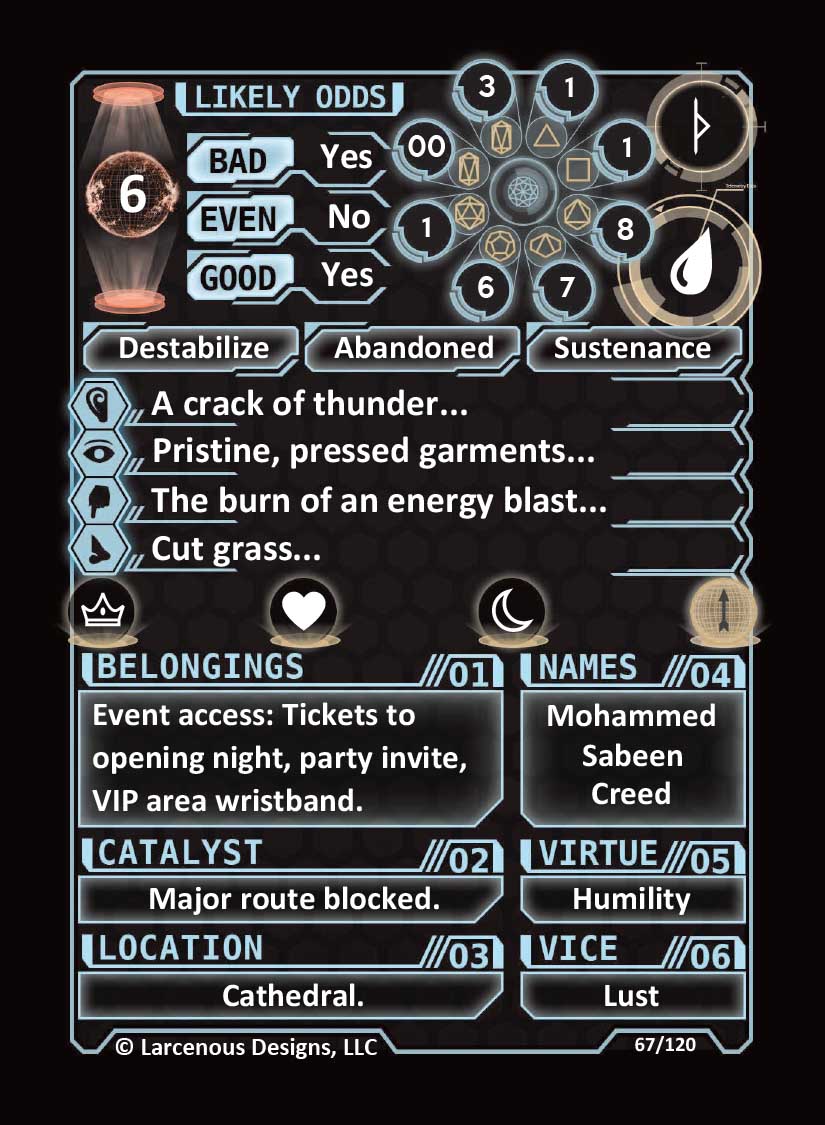 LIKELY ODDS
6
BAD Yes
EVEN No
GOOD Yes
3
1
00
1
1
8
6
7
ᚦ
Destabilize Abandoned Sustenance
A crack of thunder...
Pristine, pressed garments...
The burn of an energy blast...
Cut grass...
BELONGINGS ///01
Event access: Tickets to
opening night, party invite,
VIP area wristband.
NAMES ///04
Mohammed
Sabeen
Creed
CATALYST ///02
Major route blocked.
VIRTUE ///05
Humility
LOCATION ///03
Cathedral.
VICE ///06
Lust
© Larcenous Designs, LLC
67/120